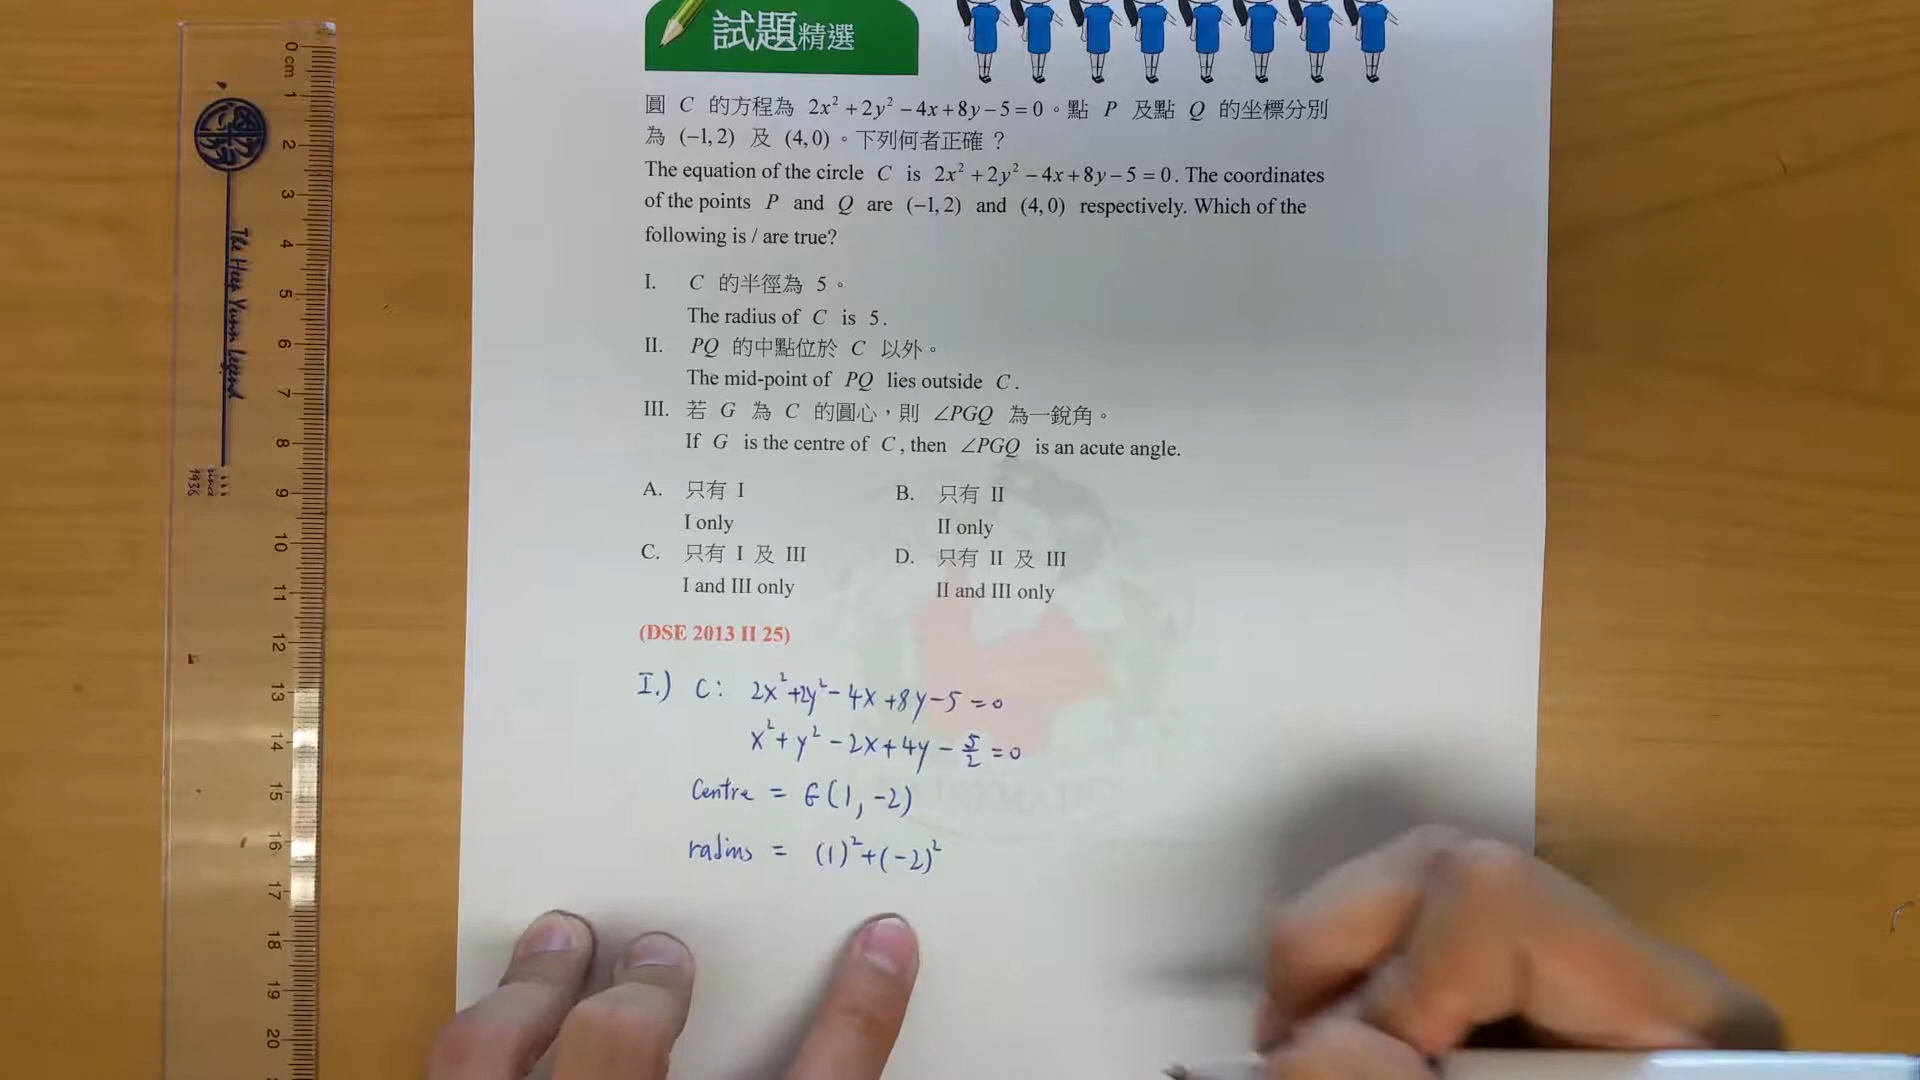 試題精選
圓 C 的方程為 2x² + 2y² − 4x + 8y − 5 = 0 。點 P 及點 Q 的坐標分別
為 (−1, 2) 及 (4, 0) 。下列何者正確？
The equation of the circle C is 2x² + 2y² − 4x + 8y − 5 = 0. The coordinates
of the points P and Q are (−1, 2) and (4, 0) respectively. Which of the
following is / are true?
I. C 的半徑為 5。
The radius of C is 5.
II. PQ 的中點位於 C 以外。
The mid-point of PQ lies outside C.
III. 若 G 為 C 的圓心，則 ∠PGQ 為一銳角。
If G is the centre of C, then ∠PGQ is an acute angle.
A. 只有 I B. 只有 II
I only II only
C. 只有 I 及 III D. 只有 II 及 III
I and III only II and III only
(DSE 2013 II 25)
I.) C: 2x²+2y²−4x+8y−5=0
x²+y²−2x+4y−5/2=0
Centre = G(1, −2)
radius = (1)²+(−2)²
0 cm 1 2 3 4 5 6 7 8 9 10 11 12 13 14 15 16 17 18 19 20
The Heep Yunn Legend
since 1936